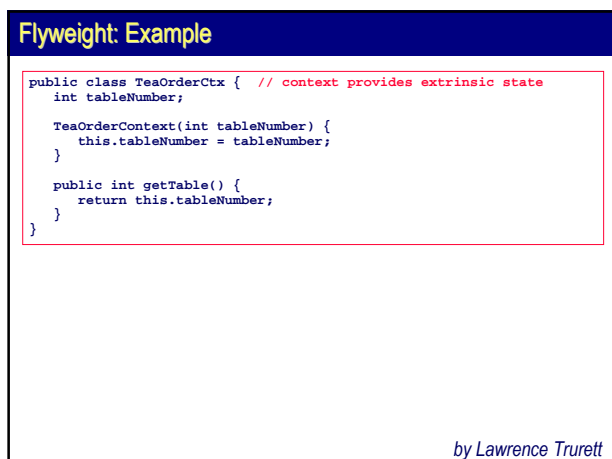 Flyweight: Example
public class TeaOrderCtx {  // context provides extrinsic state
   int tableNumber;
   TeaOrderContext(int tableNumber) {
      this.tableNumber = tableNumber;
   }
   public int getTable() {
      return this.tableNumber;
   }
}
by Lawrence Trurett